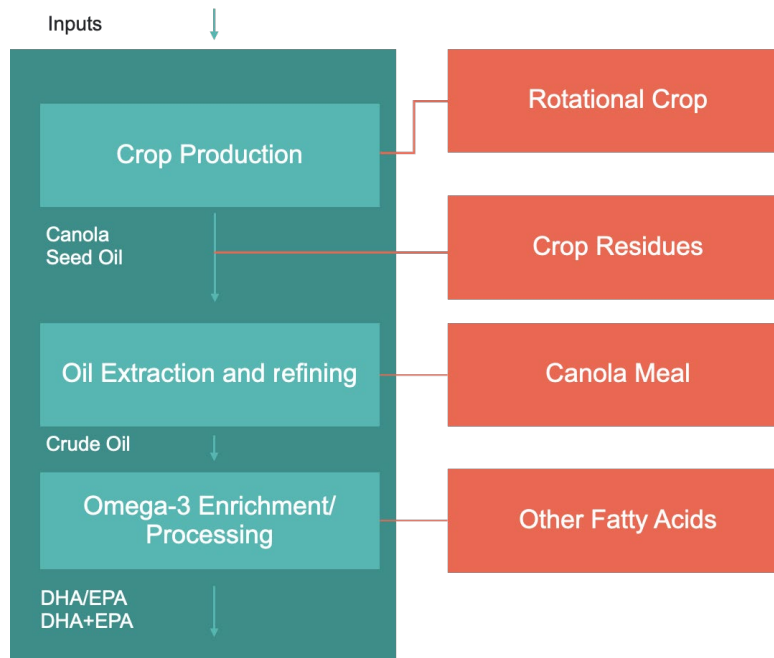 Inputs
Crop Production
Rotational Crop
Canola
Seed Oil
Crop Residues
Oil Extraction and refining
Canola Meal
Crude Oil
Omega-3 Enrichment/
Processing
Other Fatty Acids
DHA/EPA
DHA+EPA